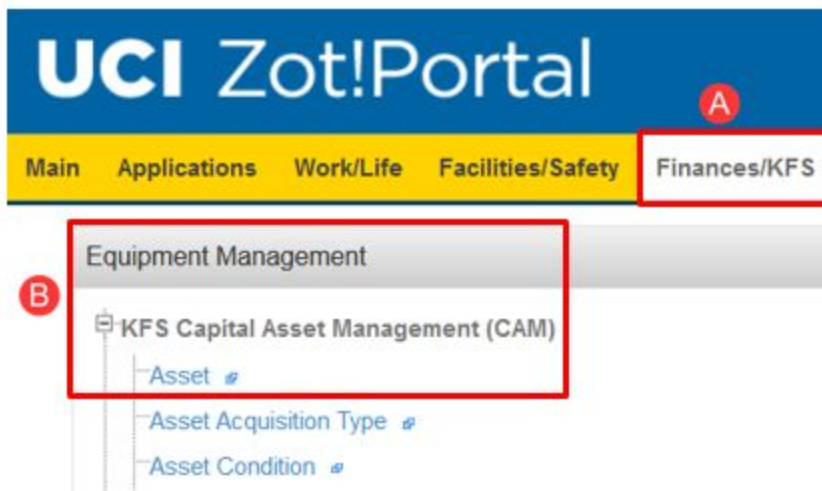 UCI Zot!Portal
A
Main Applications Work/Life Facilities/Safety Finances/KFS
Equipment Management
B
KFS Capital Asset Management (CAM)
Asset
Asset Acquisition Type
Asset Condition